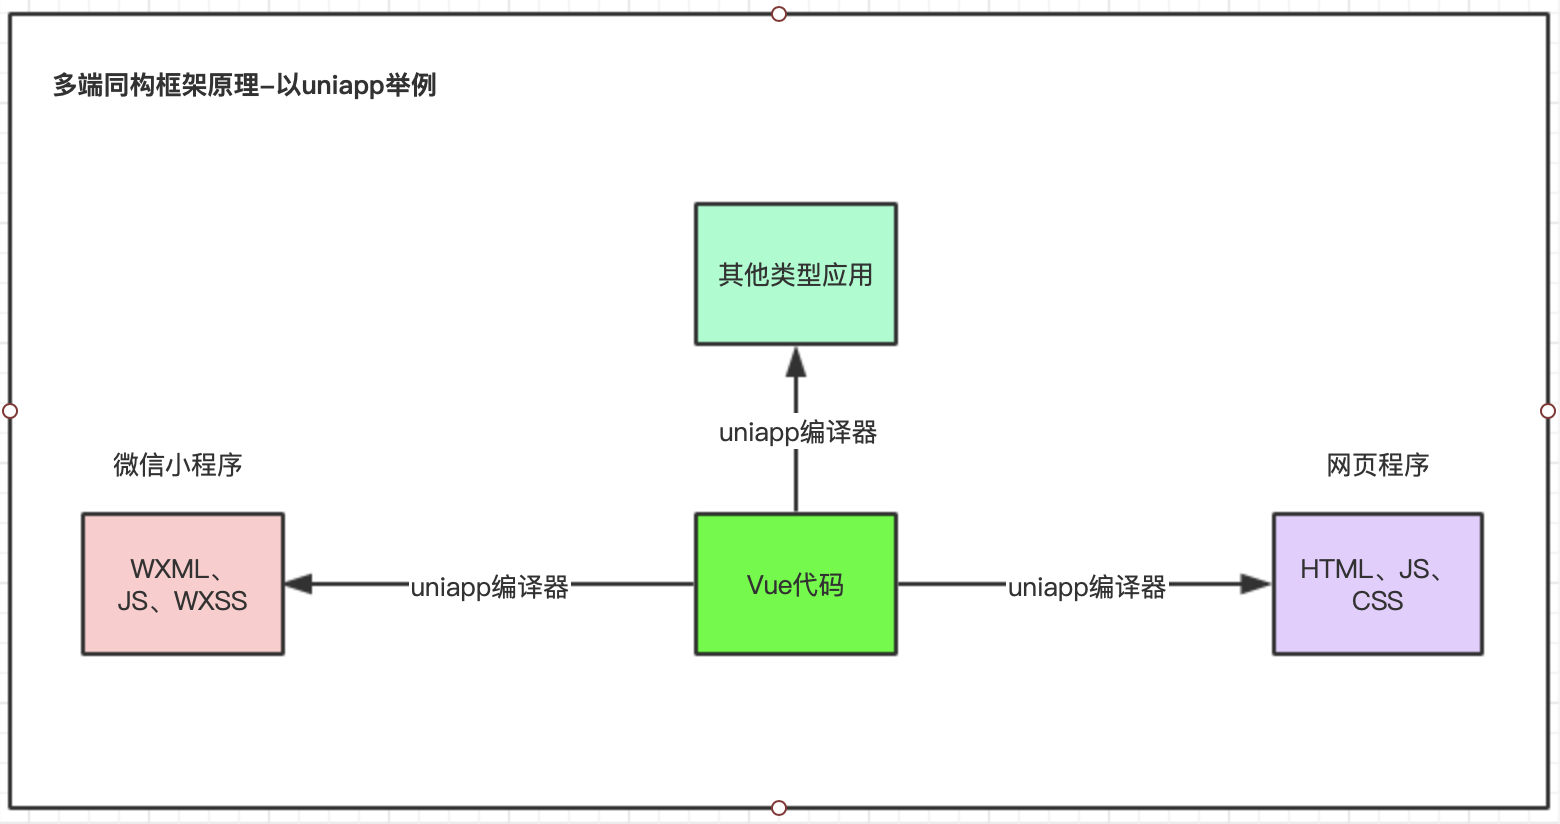 多端同构框架原理-以uniapp举例
其他类型应用
uniapp编译器
微信小程序
网页程序
WXML、
JS、WXSS
uniapp编译器
Vue代码
uniapp编译器
HTML、JS、
CSS